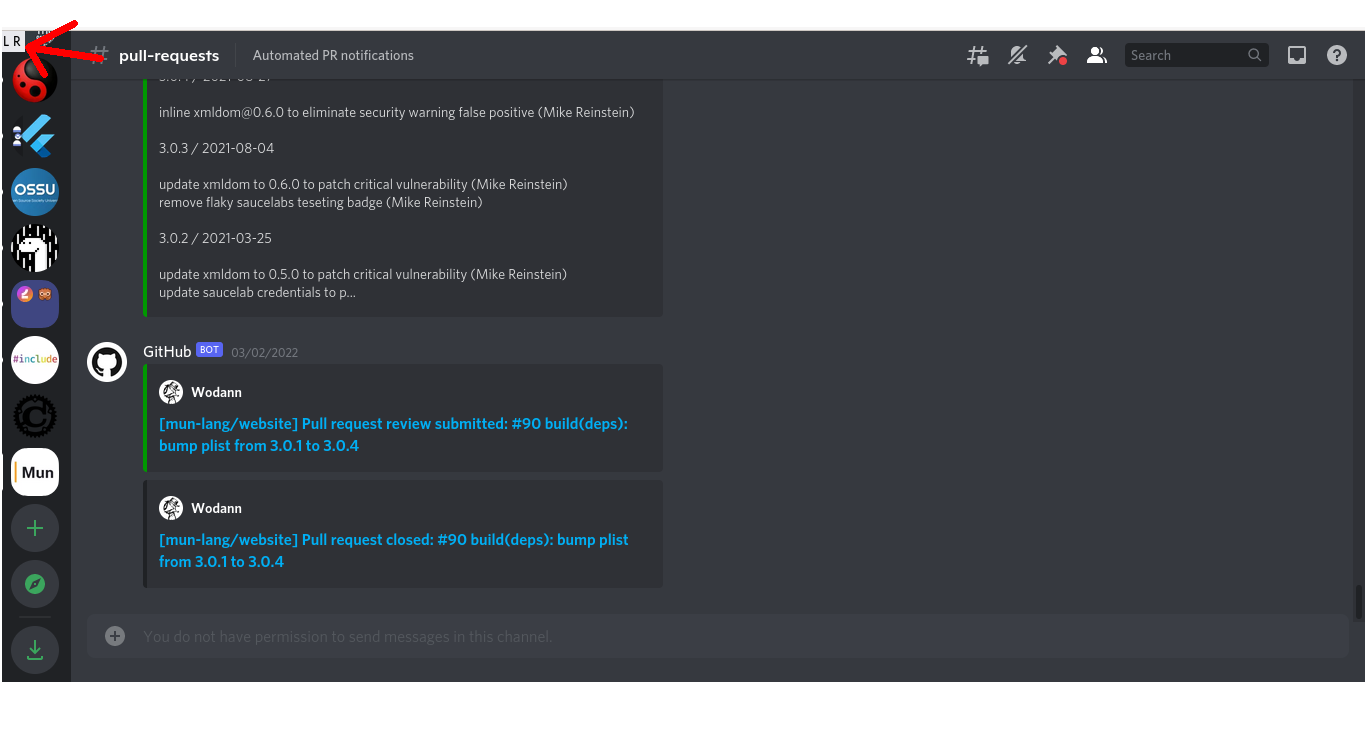 L R
pull-requests
Automated PR notifications
Search
inline xmldom@0.6.0 to eliminate security warning false positive (Mike Reinstein)
3.0.3 / 2021-08-04
update xmldom to 0.6.0 to patch critical vulnerability (Mike Reinstein)
remove flaky saucelabs teseting badge (Mike Reinstein)
3.0.2 / 2021-03-25
update xmldom to 0.5.0 to patch critical vulnerability (Mike Reinstein)
update saucelab credentials to p...
GitHub BOT 03/02/2022
Wodann
[mun-lang/website] Pull request review submitted: #90 build(deps):
bump plist from 3.0.1 to 3.0.4
Wodann
[mun-lang/website] Pull request closed: #90 build(deps): bump plist
from 3.0.1 to 3.0.4
You do not have permission to send messages in this channel.
OSSU
#include
Mun